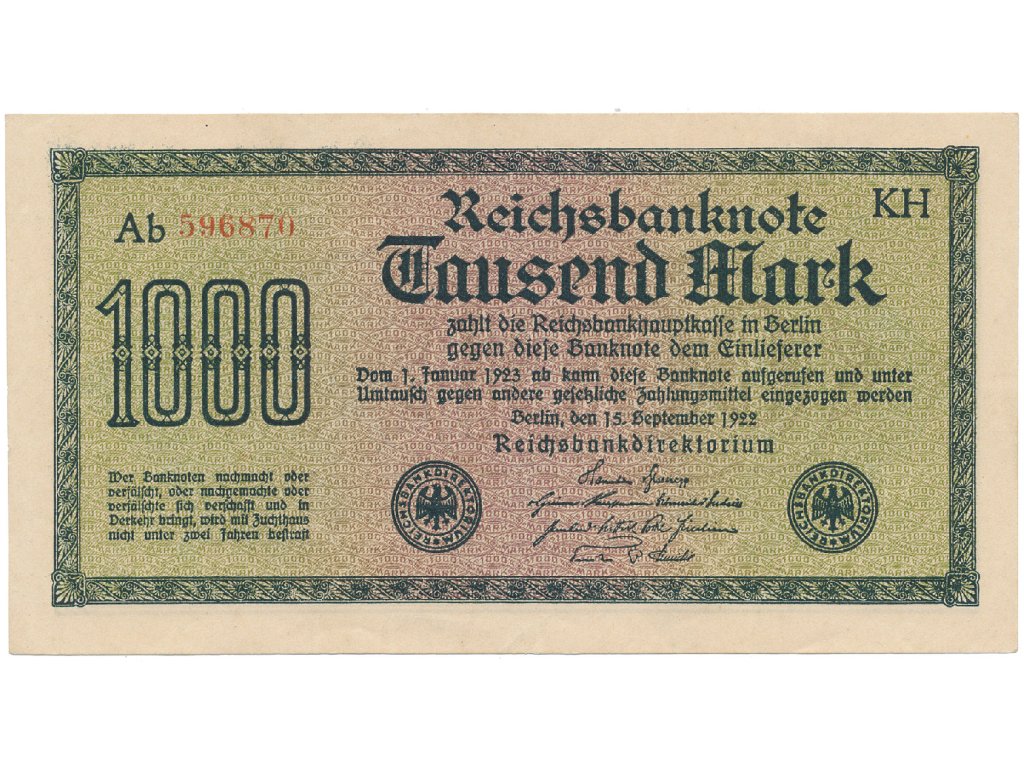 Ab 596870
KH
1000
Reichsbanknote
Tausend Mark
zahlt die Reichsbankhauptkasse in Berlin
gegen diese Banknote dem Einlieferer
Vom 1. Januar 1923 ab kann diese Banknote aufgerufen und unter
Umtausch gegen andere gesetzliche Zahlungsmittel eingezogen werden
Berlin, den 15. September 1922
Reichsbankdirektorium
Wer Banknoten nachmacht oder
verfälscht, oder nachgemachte oder
verfälschte sich verschafft und in
Verkehr bringt, wird mit Zuchthaus
nicht unter zwei Jahren bestraft
REICHSBANKDIREKTORIUM
REICHSBANKDIREKTORIUM